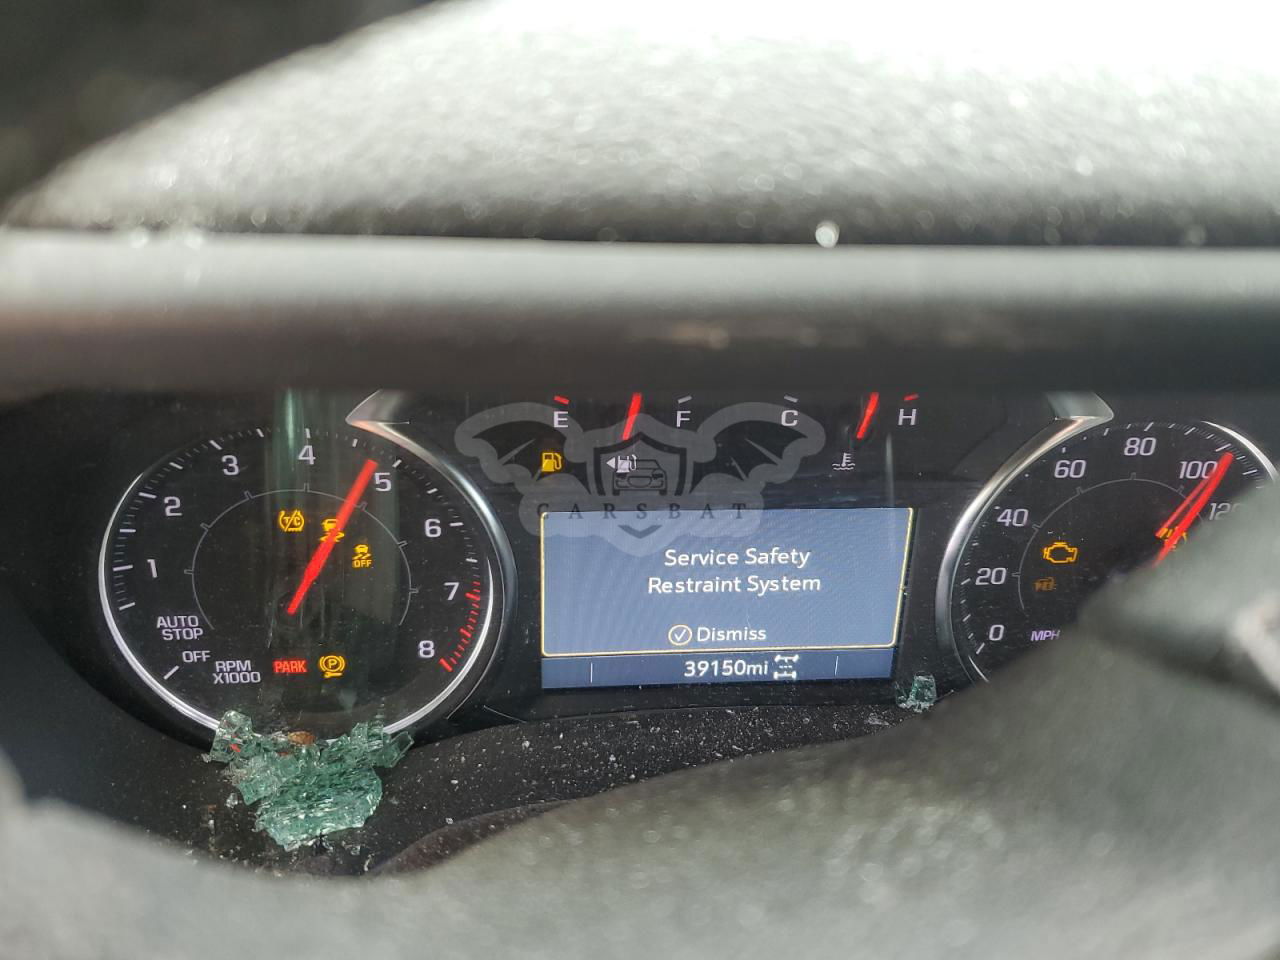 E F C H
CARSBAT
AUTO
STOP
OFF
1 2 3 4 5 6 7 8
RPM
X1000
PARK
P
T/C
OFF
Service Safety
Restraint System
Dismiss
39150mi
0 20 40 60 80 100 120
MPH